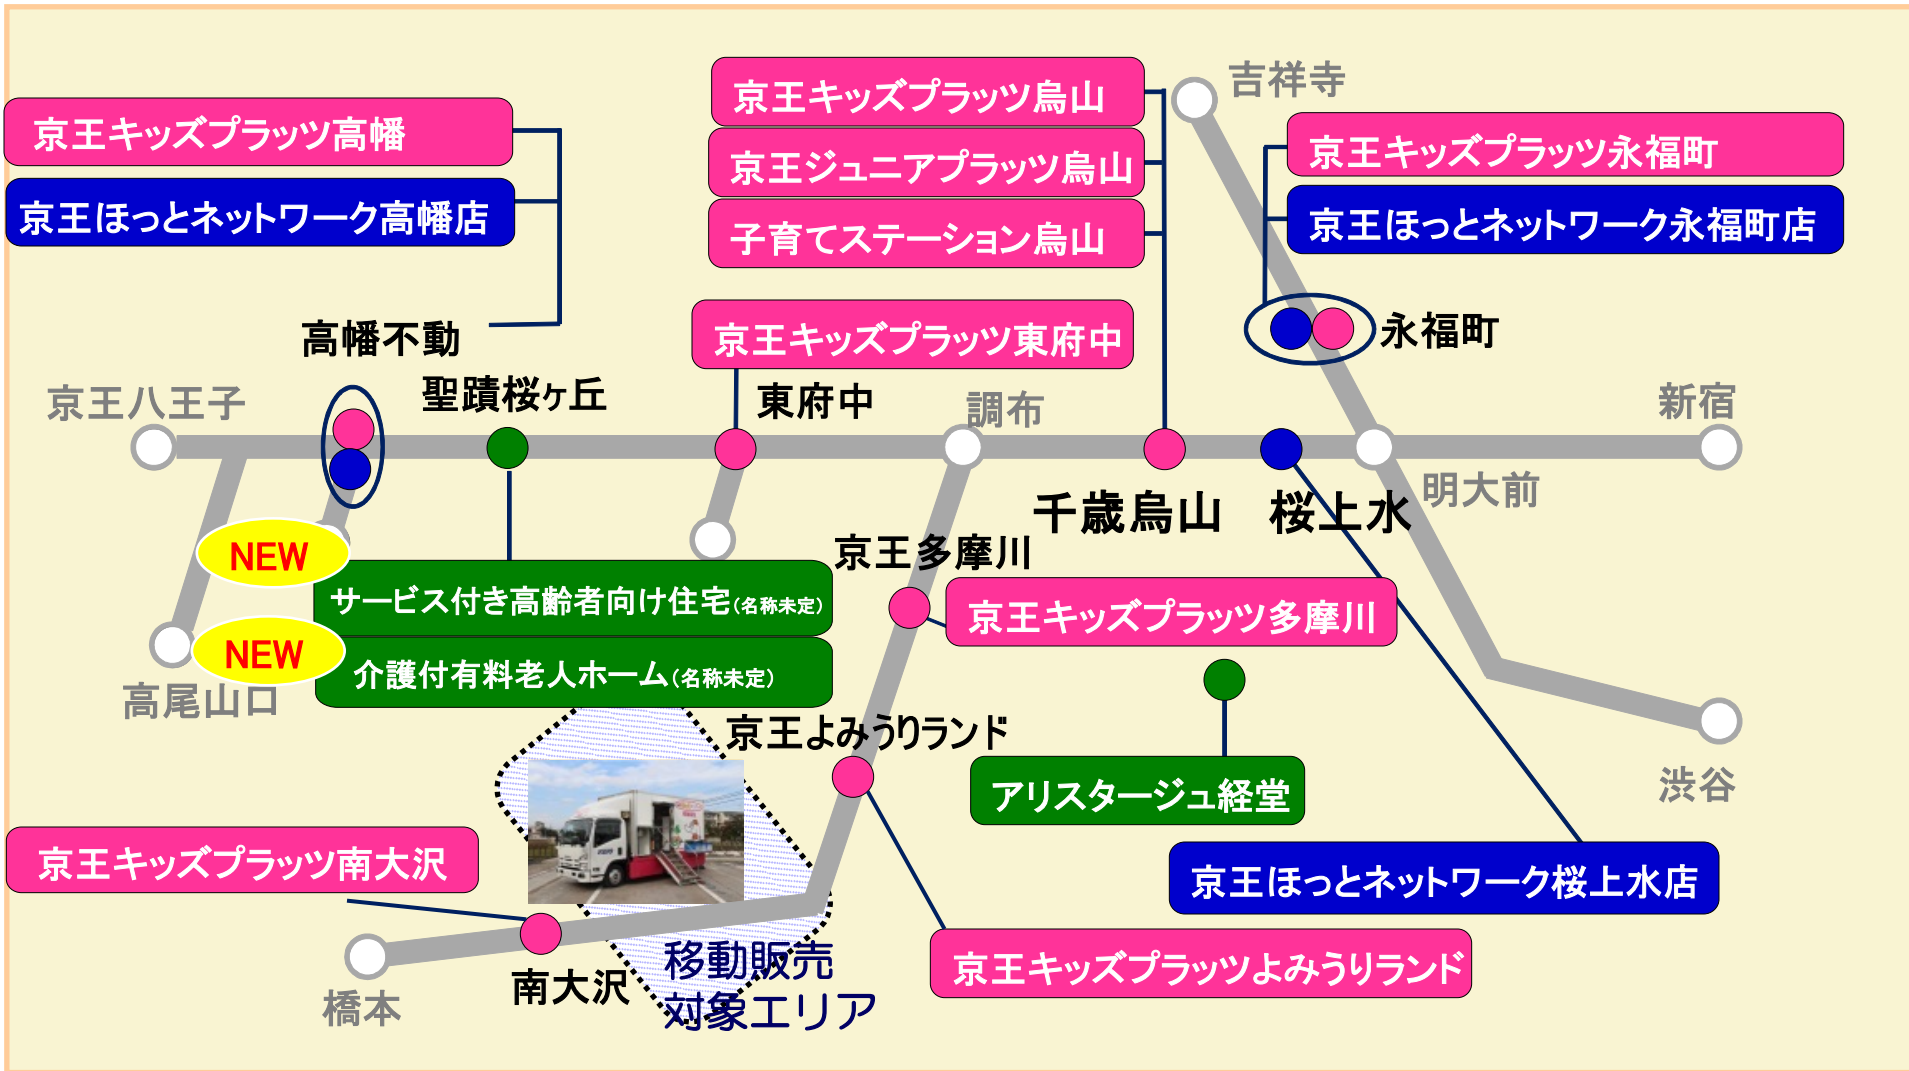 京王キッズプラッツ烏山
吉祥寺
京王キッズプラッツ高幡
京王ジュニアプラッツ烏山
京王キッズプラッツ永福町
京王ほっとネットワーク高幡店
子育てステーション烏山
京王ほっとネットワーク永福町店
高幡不動
京王キッズプラッツ東府中
永福町
京王八王子
聖蹟桜ヶ丘
東府中
調布
新宿
千歳烏山
桜上水
明大前
NEW
京王多摩川
サービス付き高齢者向け住宅(名称未定)
京王キッズプラッツ多摩川
NEW
介護付有料老人ホーム(名称未定)
高尾山口
京王よみうりランド
アリスタージュ経堂
渋谷
京王キッズプラッツ南大沢
京王ほっとネットワーク桜上水店
移動販売
対象エリア
京王キッズプラッツよみうりランド
南大沢
橋本